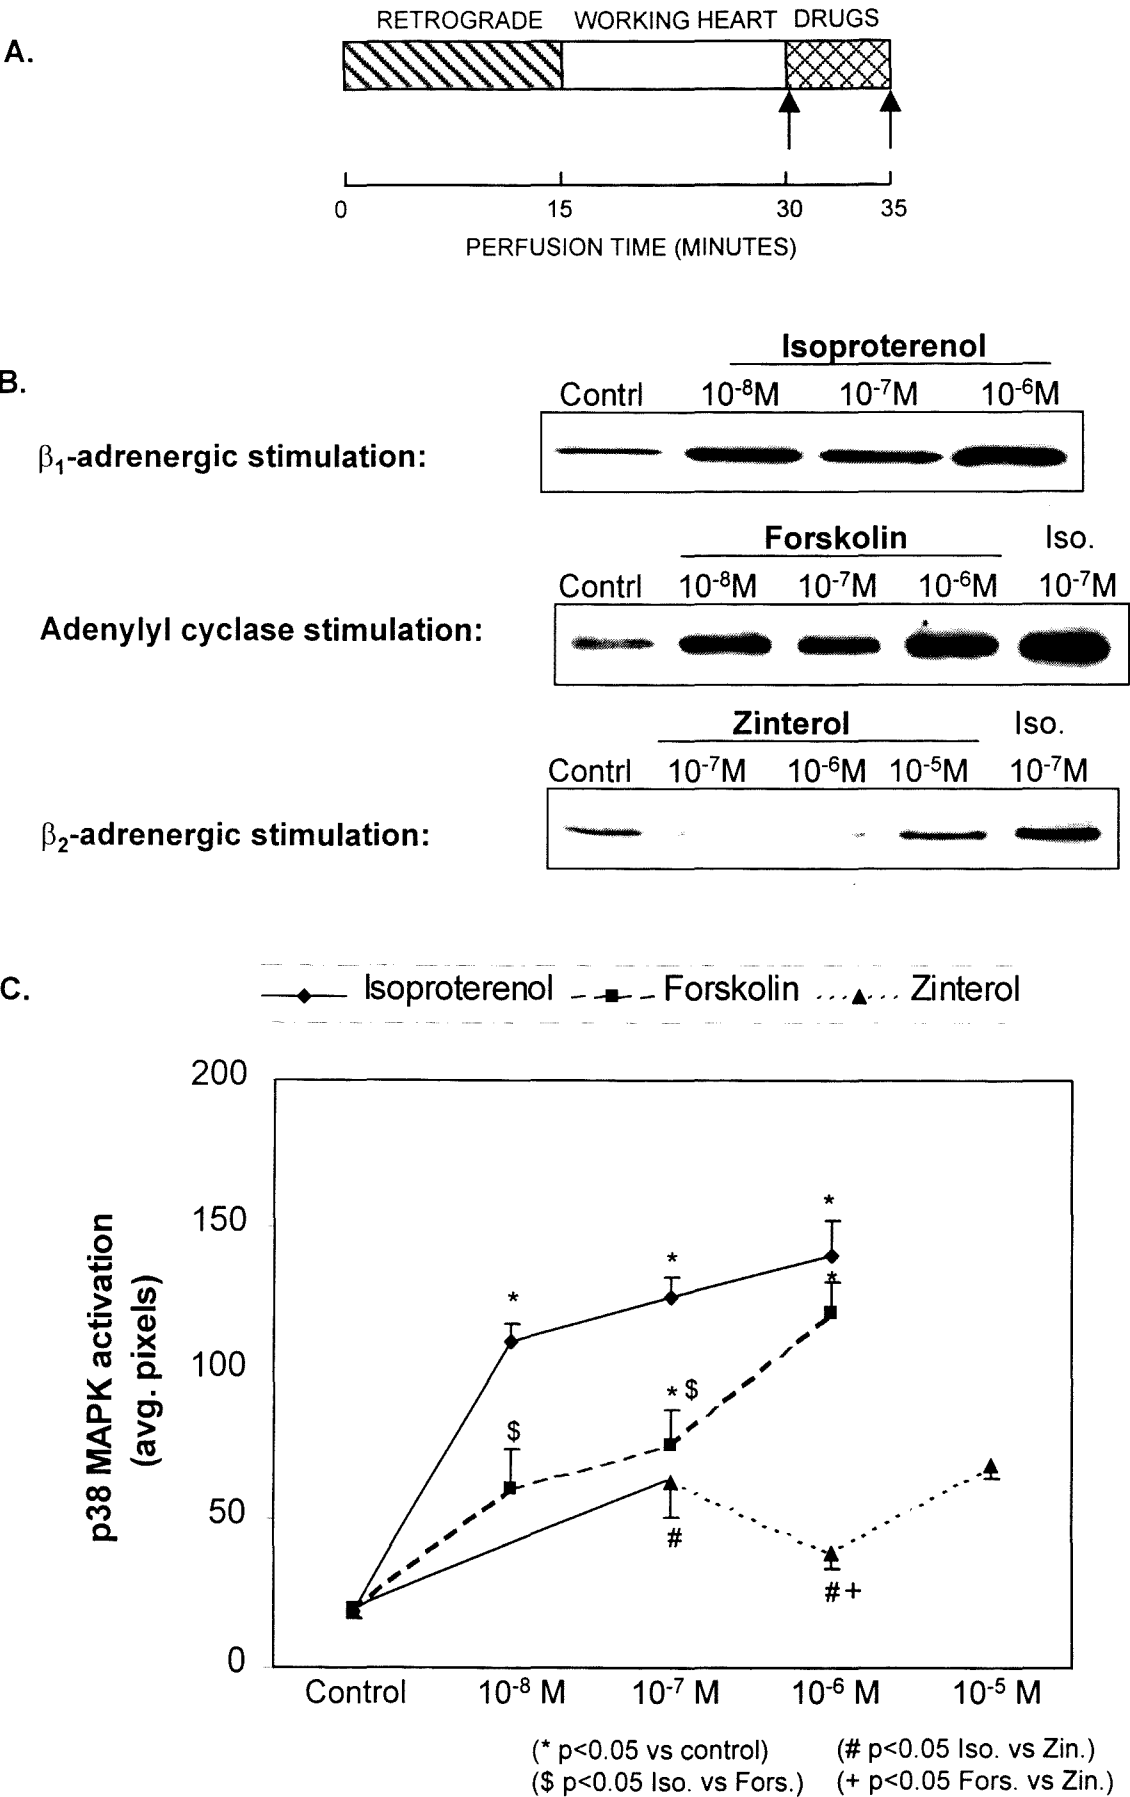 A.
RETROGRADE WORKING HEART DRUGS
0 15 30 35
PERFUSION TIME (MINUTES)
B.
Isoproterenol
Contrl 10⁻⁸M 10⁻⁷M 10⁻⁶M
β₁-adrenergic stimulation:
Forskolin Iso.
Contrl 10⁻⁸M 10⁻⁷M 10⁻⁶M 10⁻⁷M
Adenylyl cyclase stimulation:
Zinterol Iso.
Contrl 10⁻⁷M 10⁻⁶M 10⁻⁵M 10⁻⁷M
β₂-adrenergic stimulation:
C.
Isoproterenol Forskolin Zinterol
p38 MAPK activation
(avg. pixels)
200
150
100
50
0
*
*
*
*
* $
$
#
# +
Control 10⁻⁸ M 10⁻⁷ M 10⁻⁶ M 10⁻⁵ M
(* p<0.05 vs control) (# p<0.05 Iso. vs Zin.)
($ p<0.05 Iso. vs Fors.) (+ p<0.05 Fors. vs Zin.)